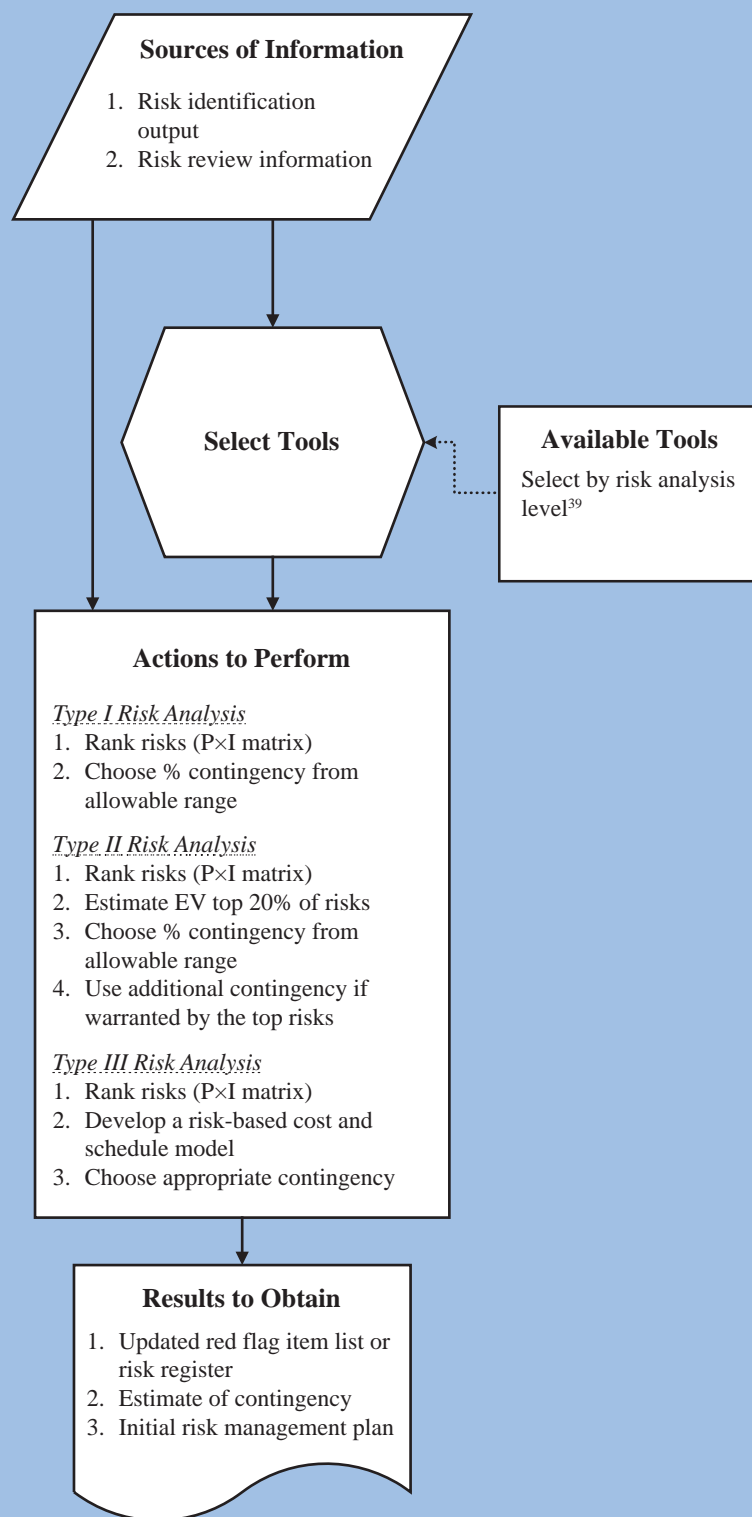 Sources of Information
1. Risk identification
output
2. Risk review information
Select Tools
Available Tools
Select by risk analysis
level³⁹
Actions to Perform
Type I Risk Analysis
1. Rank risks (P×I matrix)
2. Choose % contingency from
allowable range
Type II Risk Analysis
1. Rank risks (P×I matrix)
2. Estimate EV top 20% of risks
3. Choose % contingency from
allowable range
4. Use additional contingency if
warranted by the top risks
Type III Risk Analysis
1. Rank risks (P×I matrix)
2. Develop a risk-based cost and
schedule model
3. Choose appropriate contingency
Results to Obtain
1. Updated red flag item list or
risk register
2. Estimate of contingency
3. Initial risk management plan